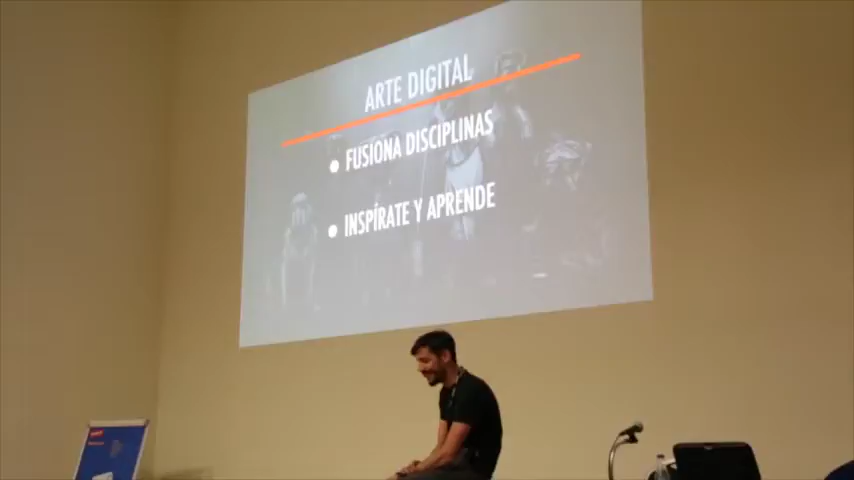 ARTE DIGITAL
• FUSIONA DISCIPLINAS
• INSPÍRATE Y APRENDE